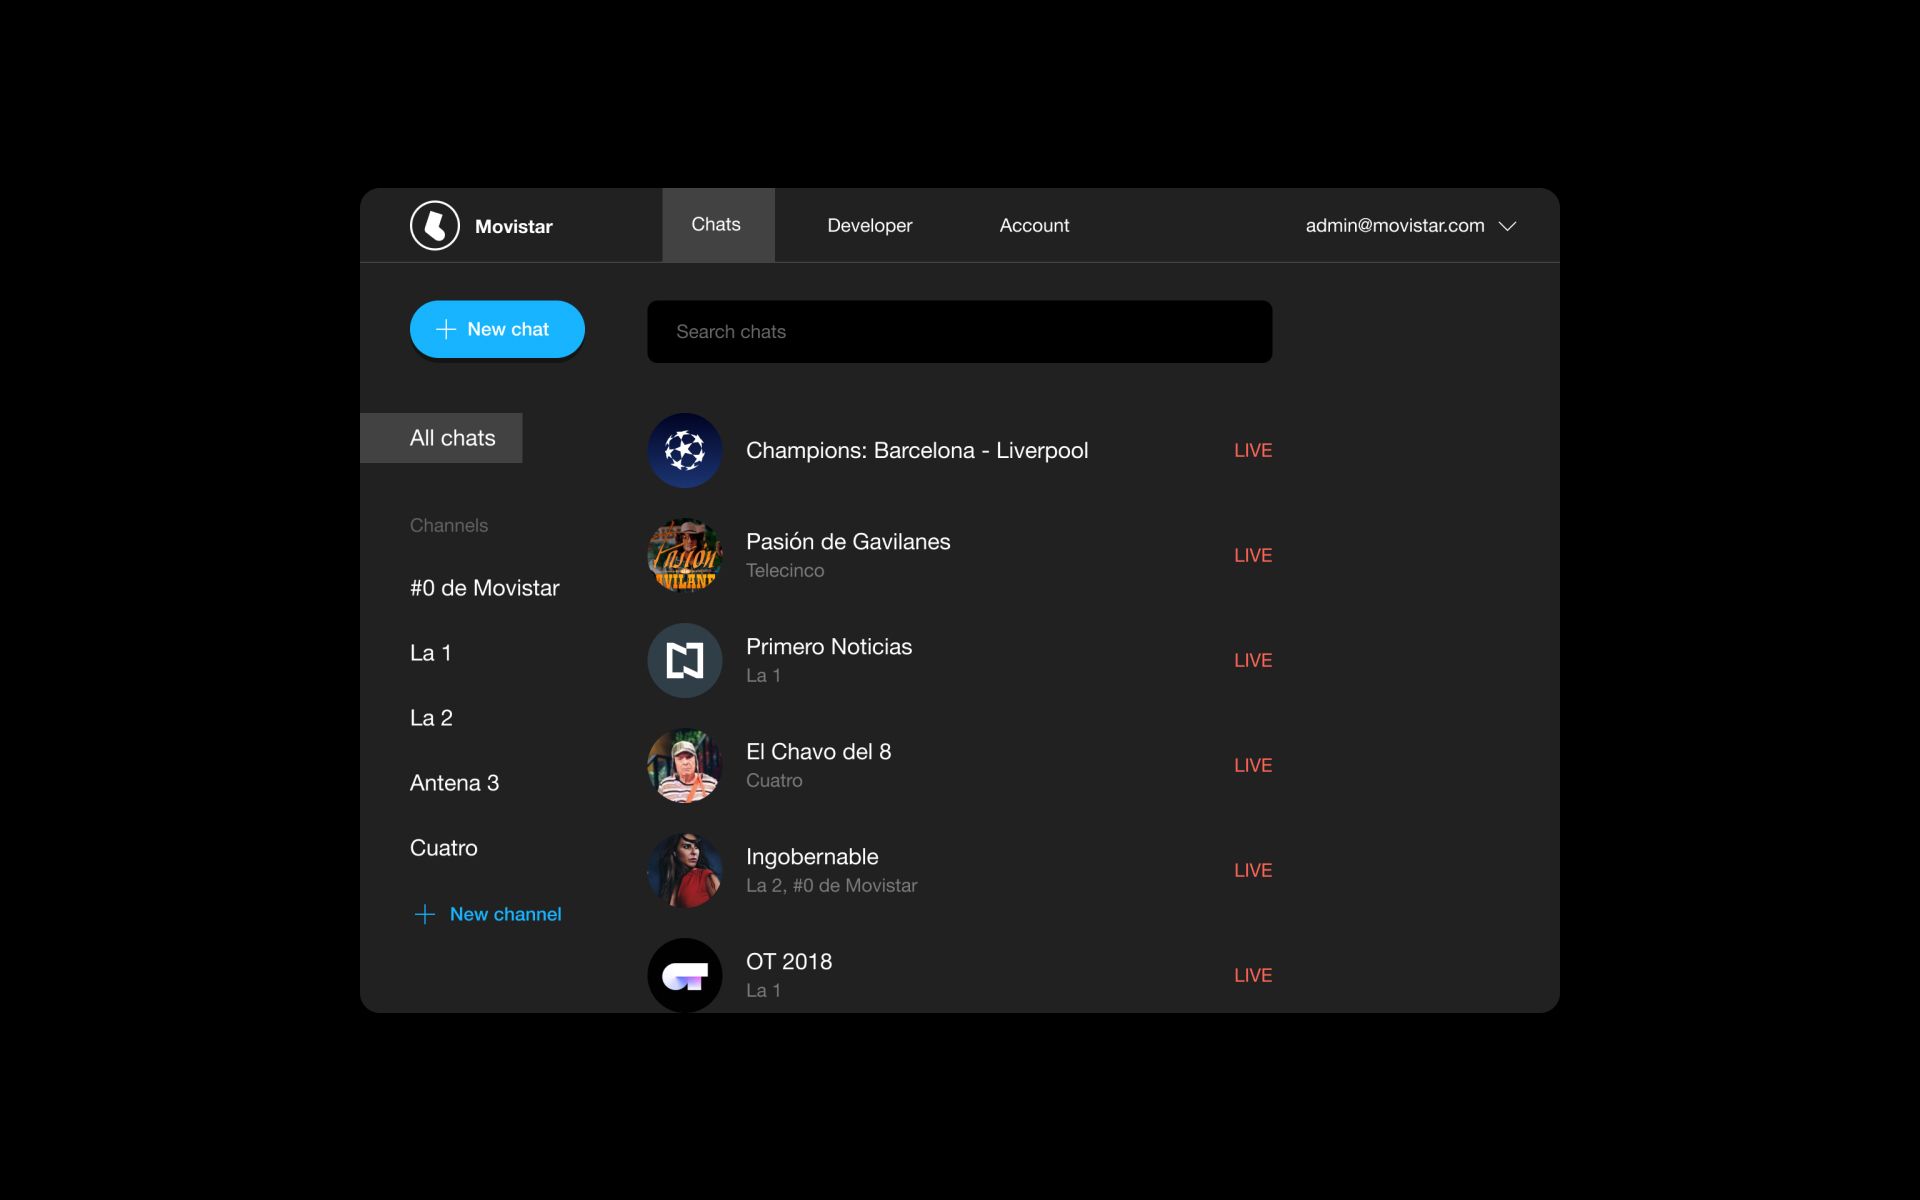 Movistar
Chats
Developer
Account
admin@movistar.com
New chat
Search chats
All chats
Channels
#0 de Movistar
La 1
La 2
Antena 3
Cuatro
New channel
Champions: Barcelona - Liverpool
LIVE
Pasión
Pasión de Gavilanes
Telecinco
LIVE
Primero Noticias
La 1
LIVE
El Chavo del 8
Cuatro
LIVE
Ingobernable
La 2, #0 de Movistar
LIVE
OT
OT 2018
La 1
LIVE